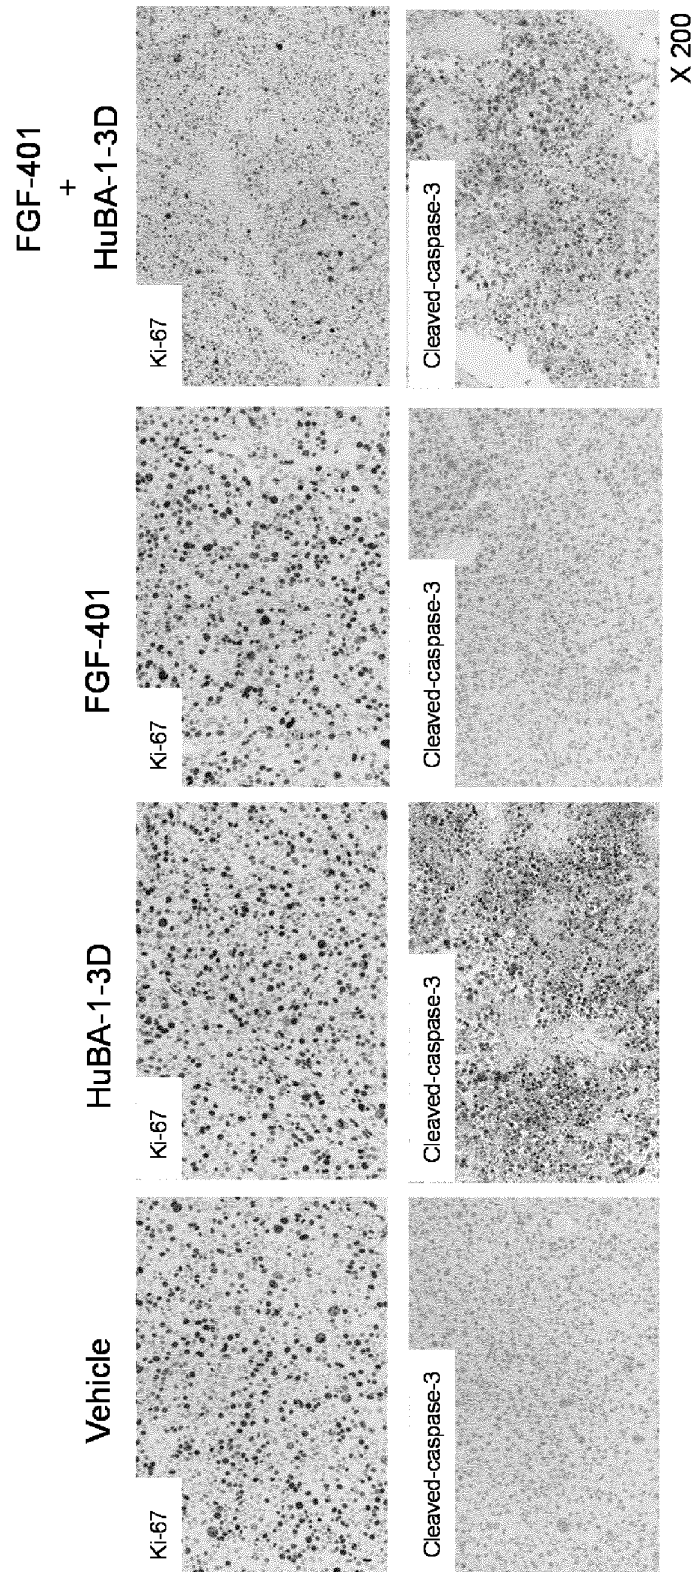 Vehicle
HuBA-1-3D
FGF-401
FGF-401
+
HuBA-1-3D
Ki-67
Ki-67
Ki-67
Ki-67
Cleaved-caspase-3
Cleaved-caspase-3
Cleaved-caspase-3
Cleaved-caspase-3
X 200